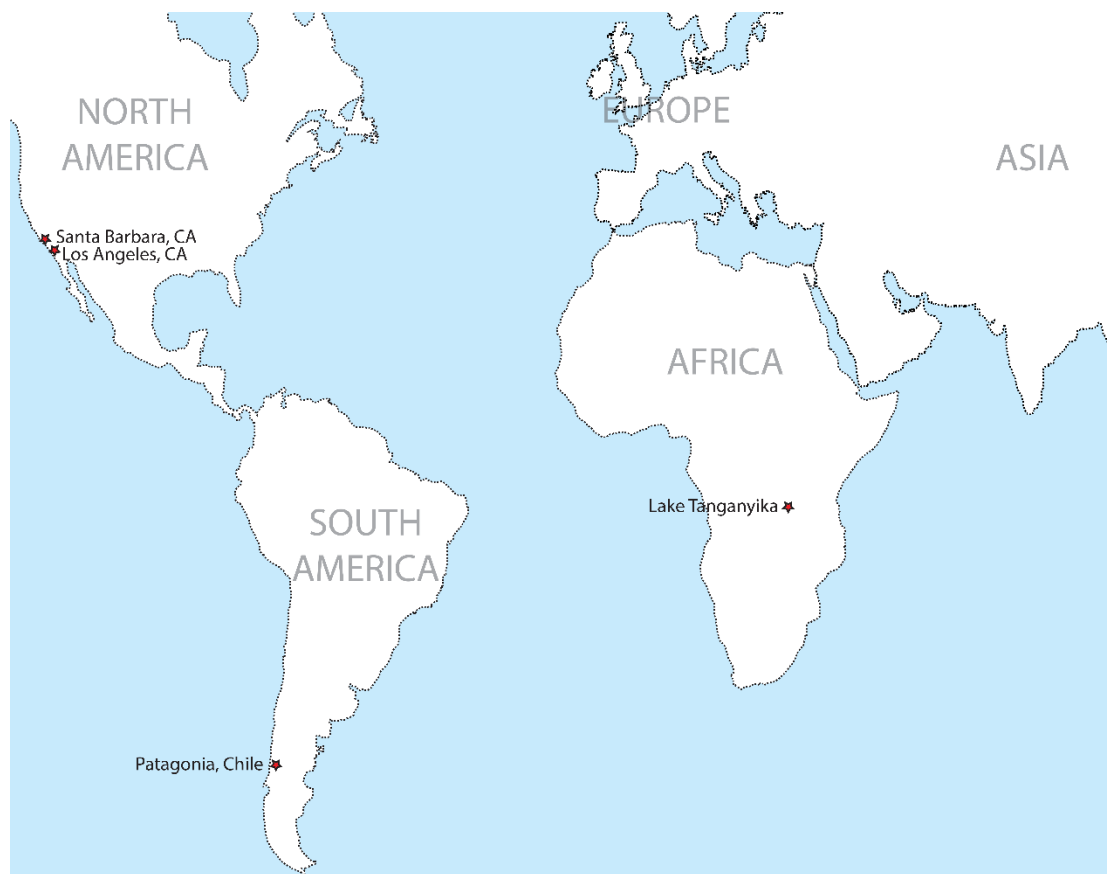 NORTH
AMERICA
EUROPE
ASIA
Santa Barbara, CA
Los Angeles, CA
AFRICA
Lake Tanganyika
SOUTH
AMERICA
Patagonia, Chile